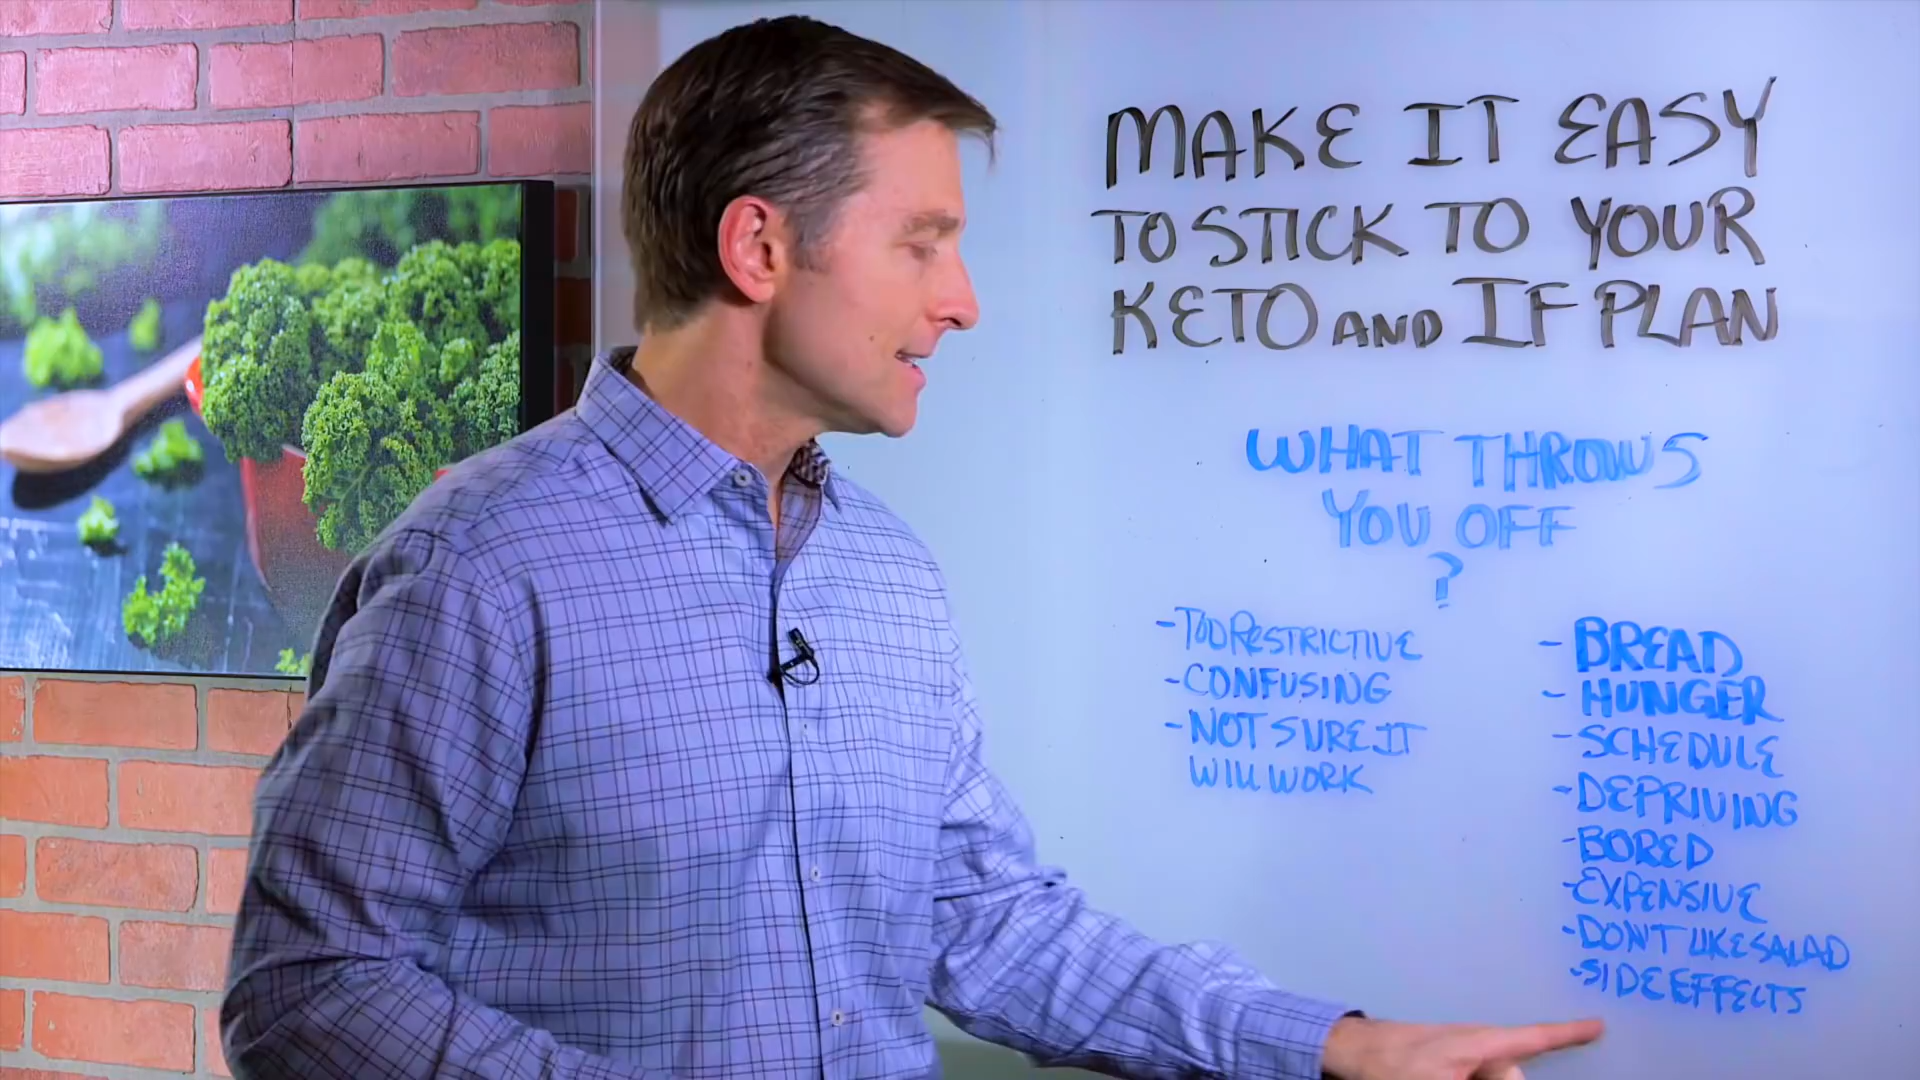 MAKE IT EASY
TO STICK TO YOUR
KETO AND IF PLAN
WHAT THROWS
YOU OFF
?
- TOO RESTRICTIVE
- CONFUSING
- NOT SURE IT
WILL WORK
- BREAD
- HUNGER
- SCHEDULE
- DEPRIVING
- BORED
- EXPENSIVE
- DON'T LIKE SALAD
- SIDE EFFECTS